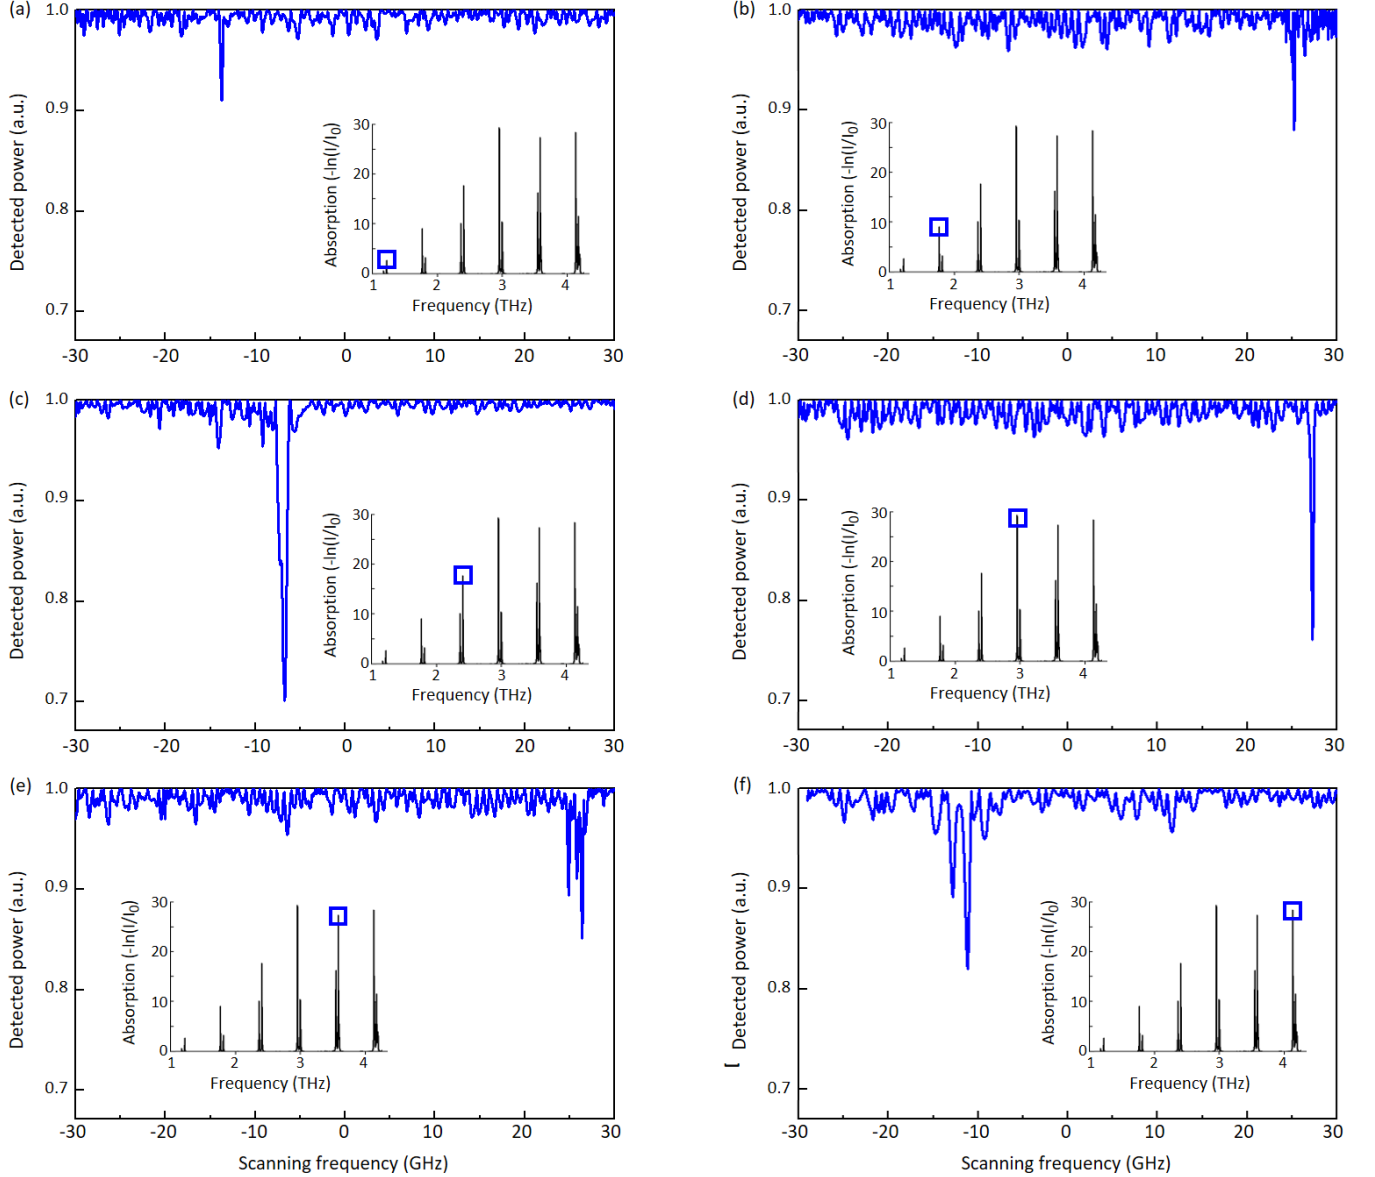 (a)
1.0
0.9
0.8
0.7
Detected power (a.u.)
-30 -20 -10 0 10 20 30
Absorption (-ln(I/I0)
30
20
10
0
1 2 3 4
Frequency (THz)
(b)
1.0
0.9
0.8
0.7
Detected power (a.u.)
-30 -20 -10 0 10 20 30
Absorption (-ln(I/I0)
30
20
10
0
1 2 3 4
Frequency (THz)
(c)
1.0
0.9
0.8
0.7
Detected power (a.u.)
-30 -20 -10 0 10 20 30
Absorption (-ln(I/I0)
30
20
10
0
1 2 3 4
Frequency (THz)
(d)
1.0
0.9
0.8
0.7
Detected power (a.u.)
-30 -20 -10 0 10 20 30
Absorption (-ln(I/I0)
30
20
10
0
1 2 3 4
Frequency (THz)
(e)
1.0
0.9
0.8
0.7
Detected power (a.u.)
-30 -20 -10 0 10 20 30
Scanning frequency (GHz)
Absorption (-ln(I/I0)
30
20
10
0
1 2 3 4
Frequency (THz)
(f)
1.0
0.9
0.8
0.7
Detected power (a.u.)
-30 -20 -10 0 10 20 30
Scanning frequency (GHz)
Absorption (-ln(I/I0)
30
20
10
0
1 2 3 4
Frequency (THz)